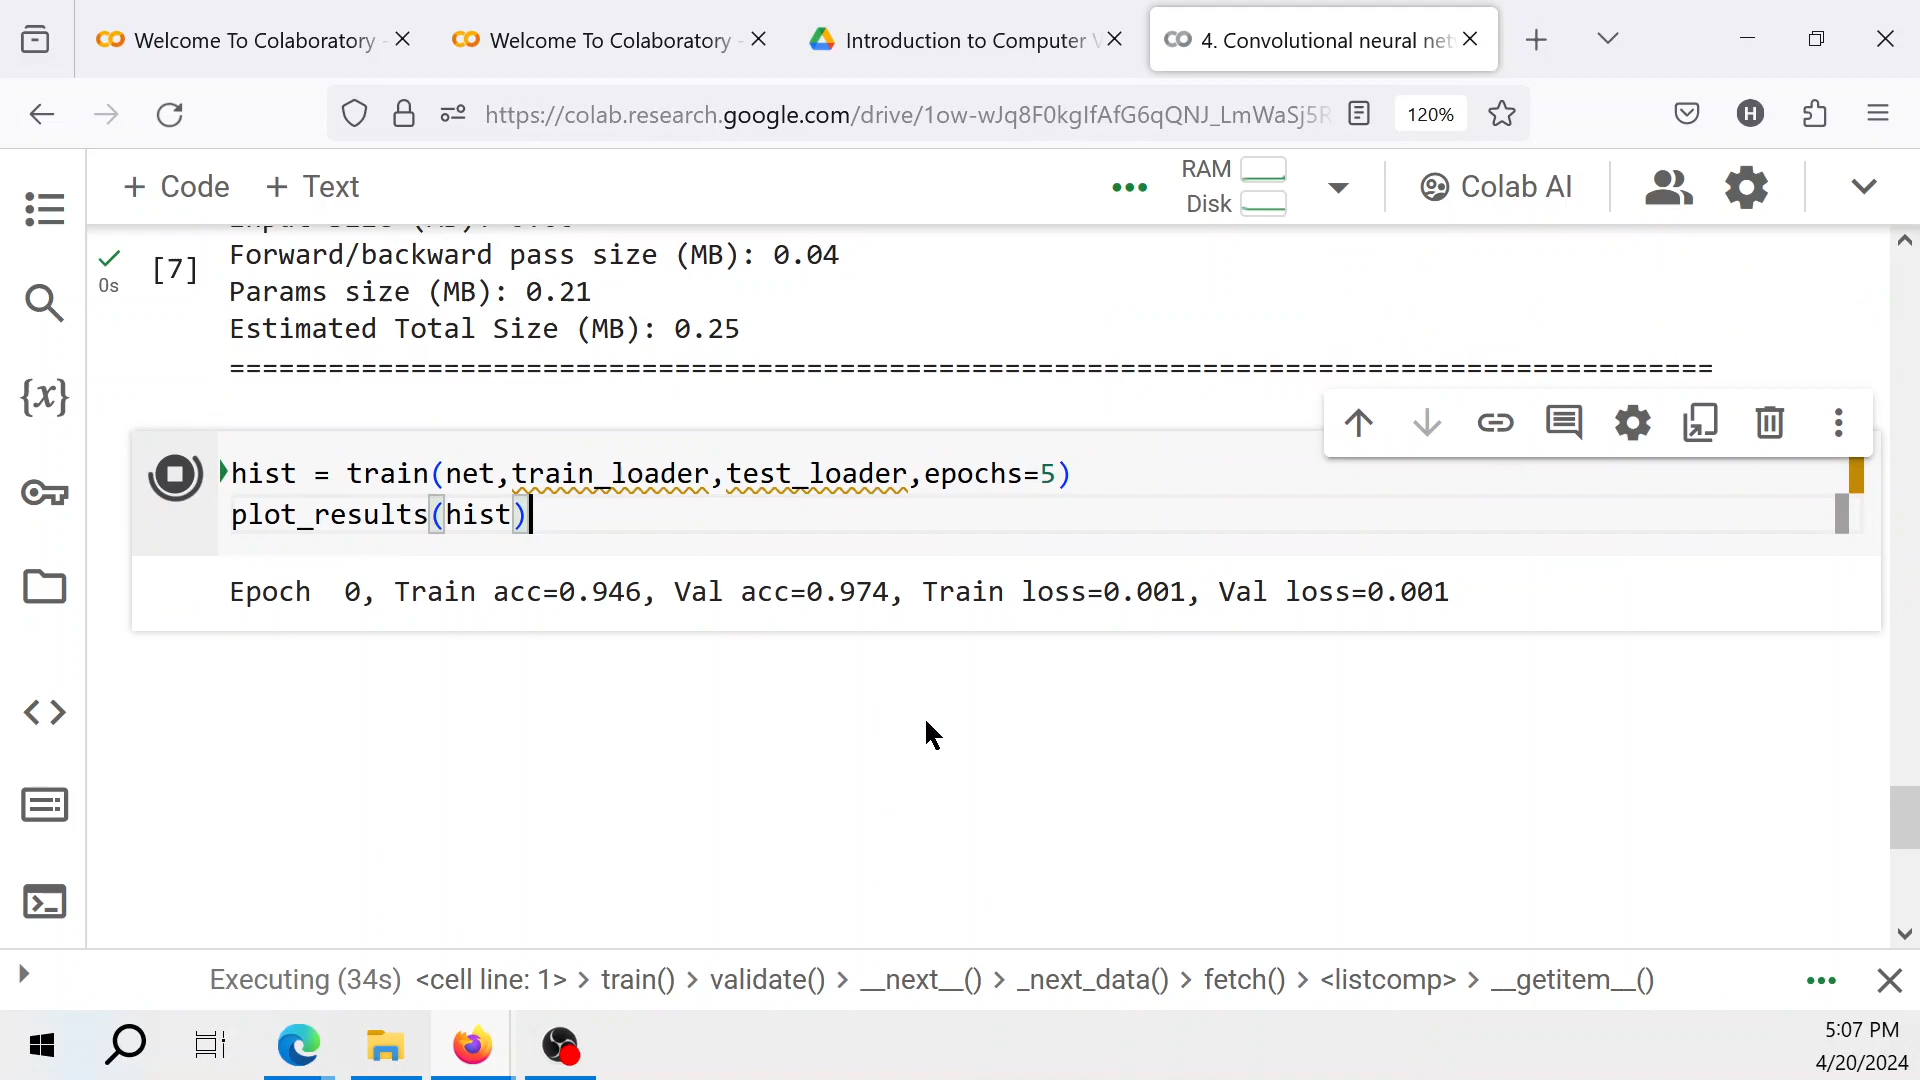 Welcome To Colaboratory -
Welcome To Colaboratory -
Introduction to Computer V
4. Convolutional neural net
https://colab.research.google.com/drive/1ow-wJq8F0kgIfAfG6qQNJ_LmWaSj5R
120%
H
+ Code
+ Text
RAM
Disk
Colab AI
Forward/backward pass size (MB): 0.04
0s
[7]
Params size (MB): 0.21
Estimated Total Size (MB): 0.25
==========================================================================================
{x}
hist = train(net,train_loader,test_loader,epochs=5)
plot_results(hist)
Epoch  0, Train acc=0.946, Val acc=0.974, Train loss=0.001, Val loss=0.001
Executing (34s) <cell line: 1> > train() > validate() > __next__() > _next_data() > fetch() > <listcomp> > __getitem__()
5:07 PM
4/20/2024